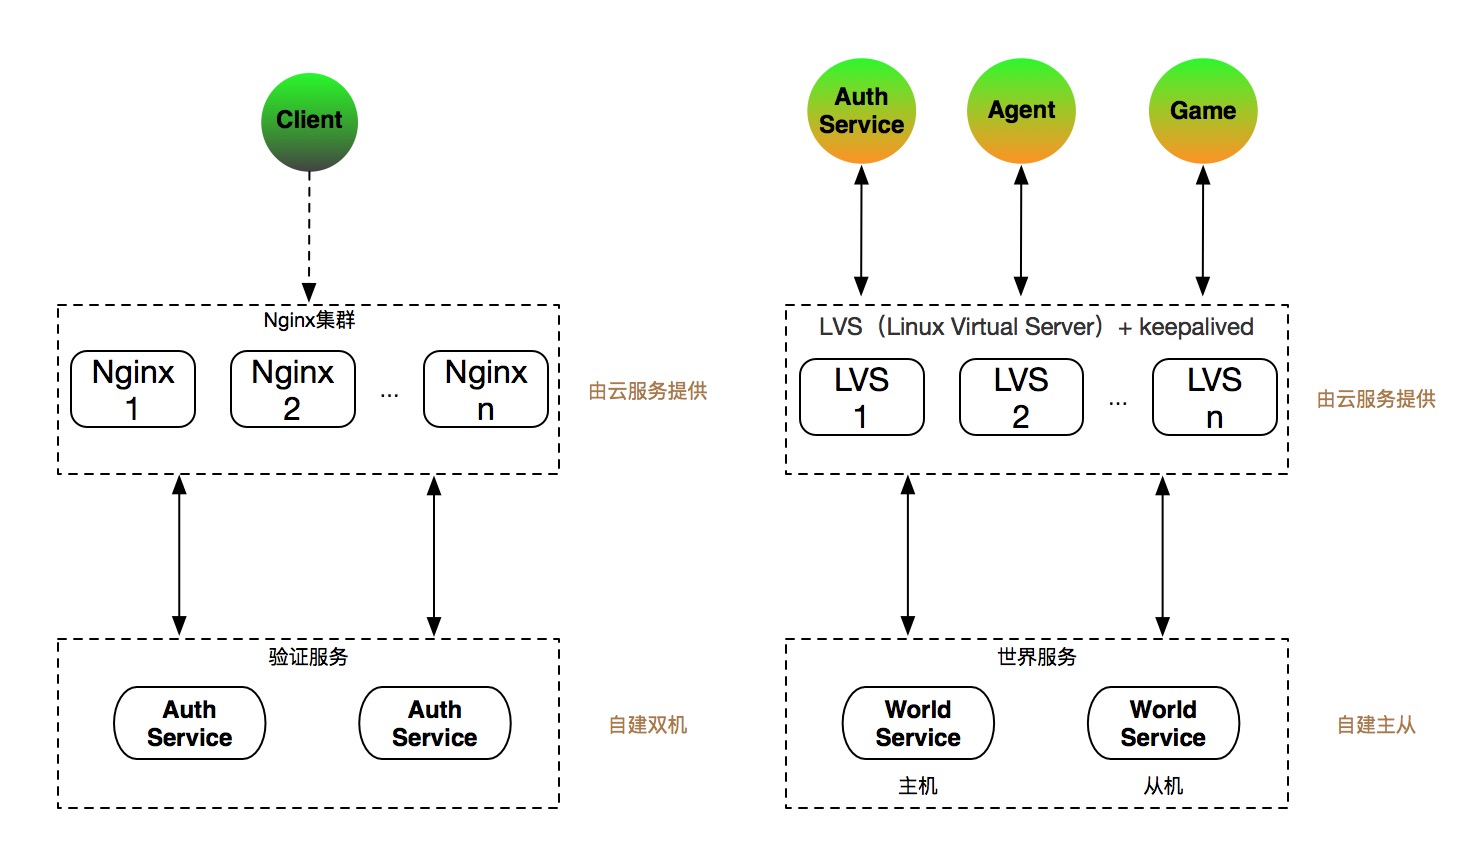 Client
Nginx集群
Nginx
1
Nginx
2
...
Nginx
n
由云服务提供
验证服务
Auth
Service
Auth
Service
自建双机
Auth
Service
Agent
Game
LVS（Linux Virtual Server）+ keepalived
LVS
1
LVS
2
...
LVS
n
由云服务提供
世界服务
World
Service
World
Service
主机
从机
自建主从